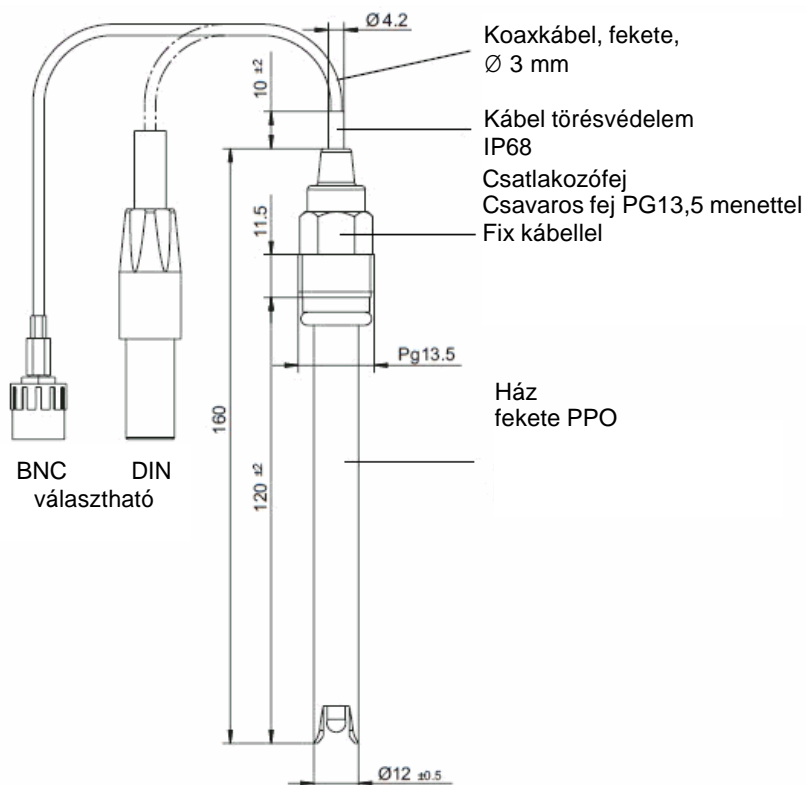 Ø4.2
Koaxkábel, fekete,
Ø 3 mm
10 ±2
Kábel törésvédelem
IP68
Csatlakozófej
Csavaros fej PG13,5 menettel
Fix kábellel
11.5
Pg13.5
Ház
fekete PPO
160
120 ±2
BNC DIN
választható
Ø12 ±0.5